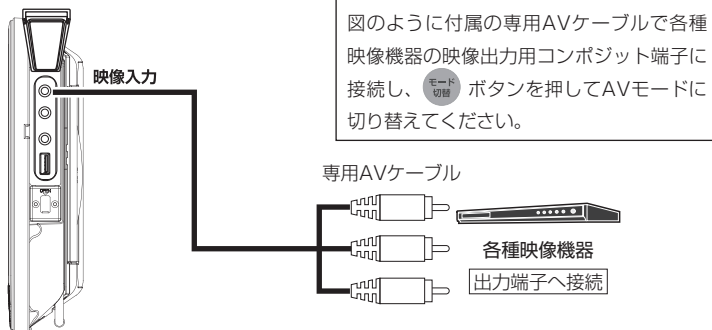 図のように付属の専用AVケーブルで各種
映像機器の映像出力用コンポジット端子に
接続し、モード切替ボタンを押してAVモードに
切り替えてください。
映像入力
OPEN
専用AVケーブル
各種映像機器
出力端子へ接続